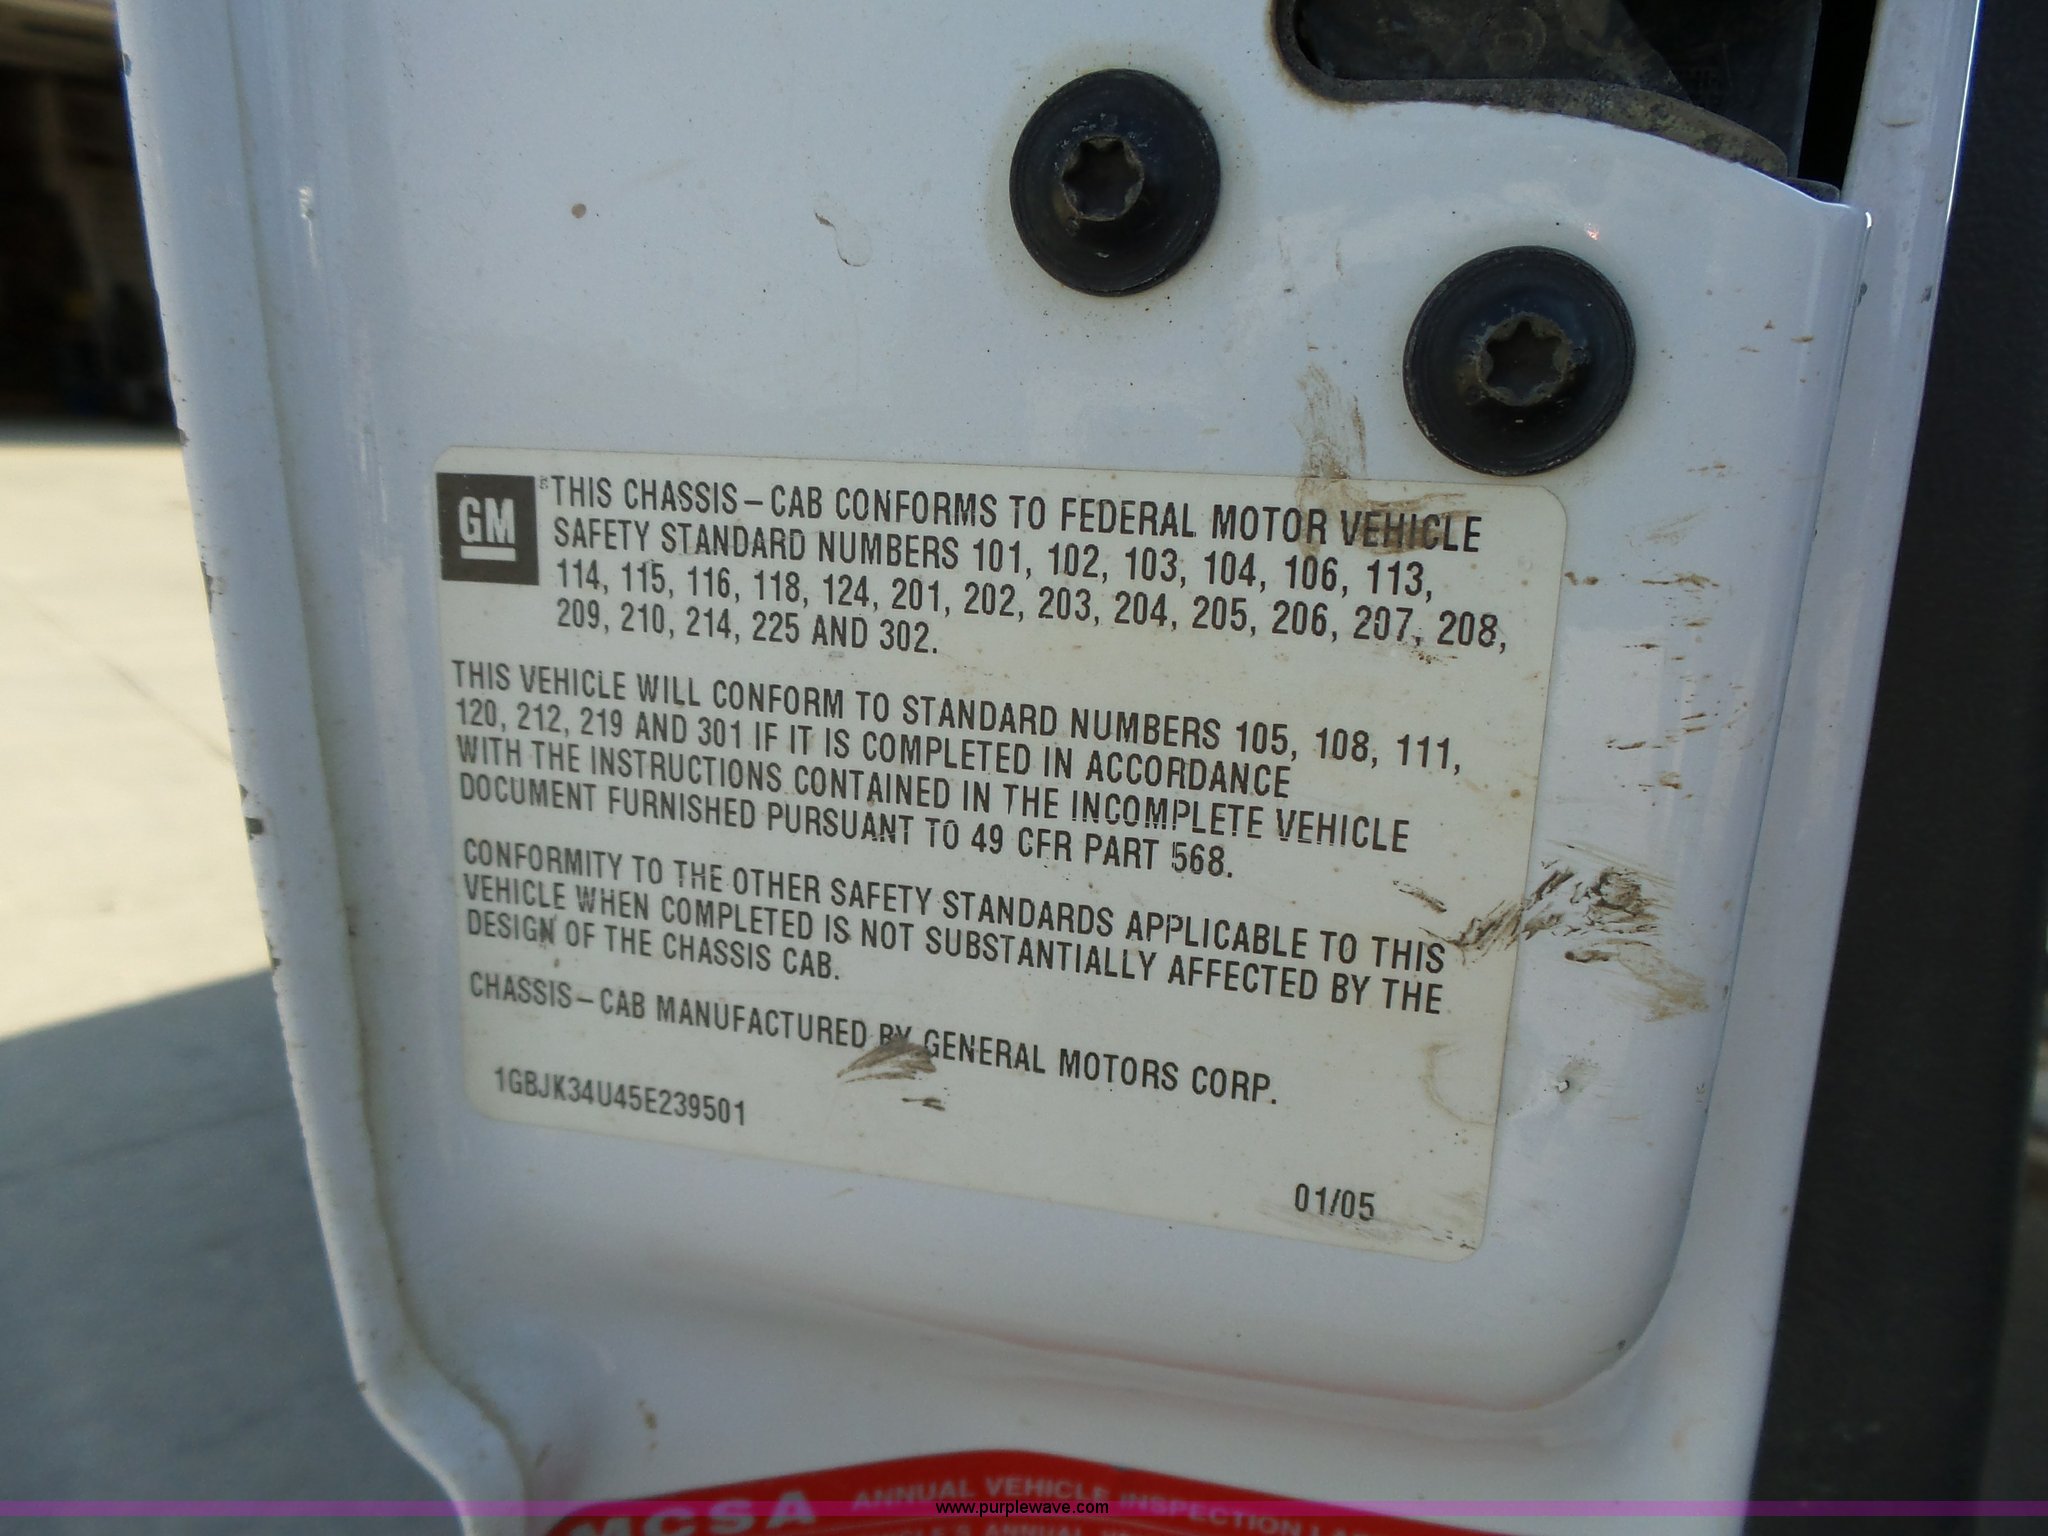 GM
® THIS CHASSIS-CAB CONFORMS TO FEDERAL MOTOR VEHICLE
SAFETY STANDARD NUMBERS 101, 102, 103, 104, 106, 113,
114, 115, 116, 118, 124, 201, 202, 203, 204, 205, 206, 207, 208,
209, 210, 214, 225 AND 302.
THIS VEHICLE WILL CONFORM TO STANDARD NUMBERS 105, 108, 111,
120, 212, 219 AND 301 IF IT IS COMPLETED IN ACCORDANCE
WITH THE INSTRUCTIONS CONTAINED IN THE INCOMPLETE VEHICLE
DOCUMENT FURNISHED PURSUANT TO 49 CFR PART 568.
CONFORMITY TO THE OTHER SAFETY STANDARDS APPLICABLE TO THIS
VEHICLE WHEN COMPLETED IS NOT SUBSTANTIALLY AFFECTED BY THE
DESIGN OF THE CHASSIS CAB.
CHASSIS-CAB MANUFACTURED BY GENERAL MOTORS CORP.
1GBJK34U45E239501
01/05
MCSA ANNUAL VEHICLE INSPECTION
www.purplewave.com
ANNUAL